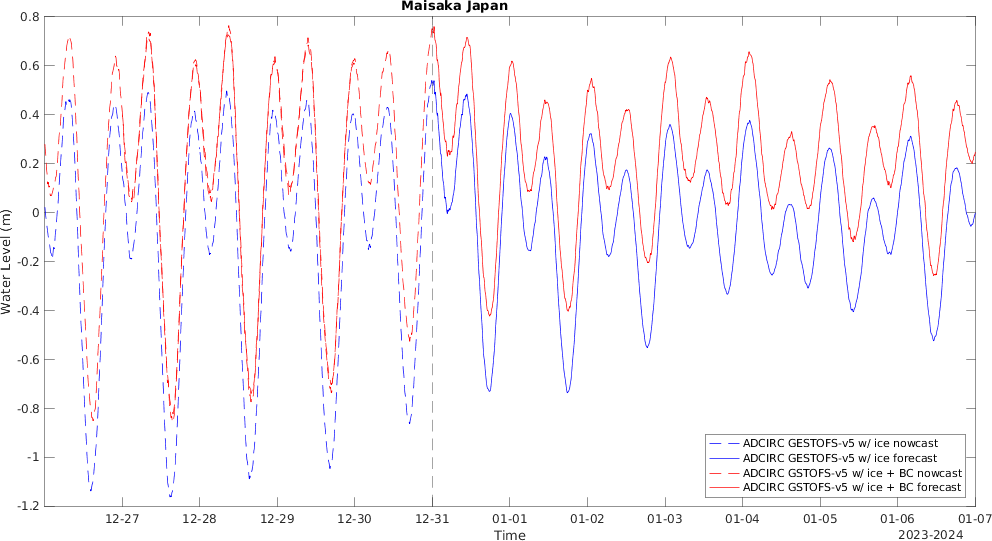 Maisaka Japan
0.8
0.6
0.4
0.2
0
-0.2
-0.4
-0.6
-0.8
-1
-1.2
Water Level (m)
12-27 12-28 12-29 12-30 12-31 01-01 01-02 01-03 01-04 01-05 01-06 01-07
Time
2023-2024
ADCIRC GESTOFS-v5 w/ ice nowcast
ADCIRC GESTOFS-v5 w/ ice forecast
ADCIRC GSTOFS-v5 w/ ice + BC nowcast
ADCIRC GSTOFS-v5 w/ ice + BC forecast